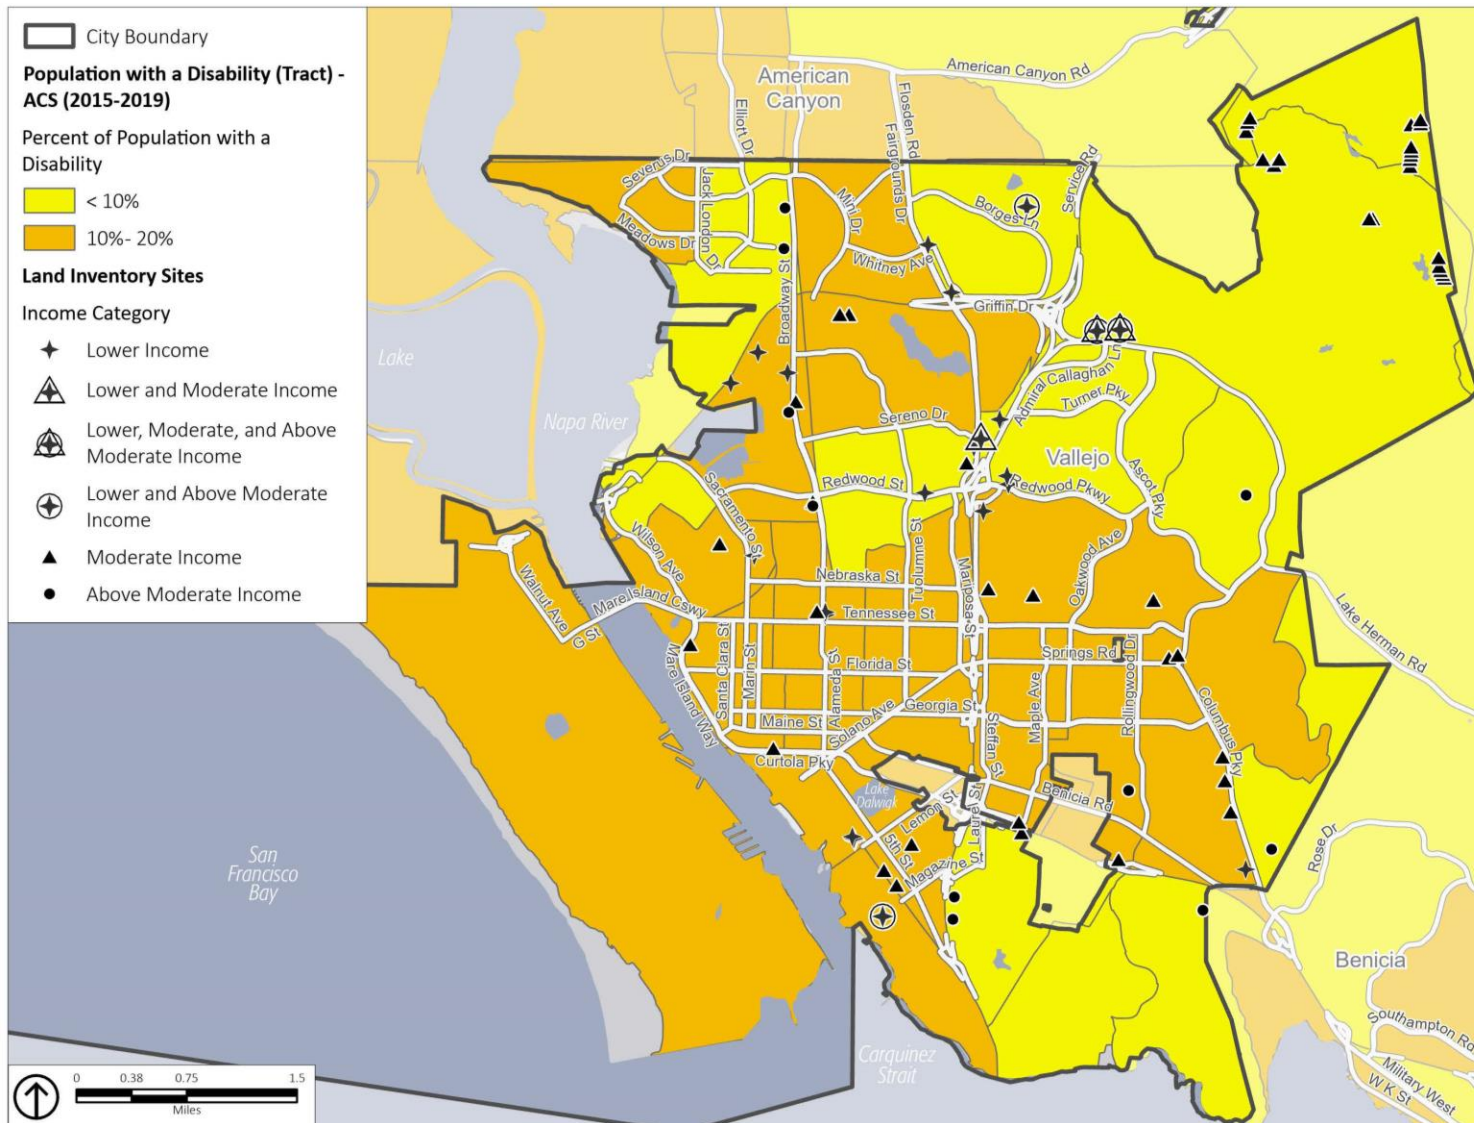 City Boundary
Population with a Disability (Tract) -
ACS (2015-2019)
Percent of Population with a
Disability
< 10%
10%- 20%
Land Inventory Sites
Income Category
Lower Income
Lower and Moderate Income
Lower, Moderate, and Above
Moderate Income
Lower and Above Moderate
Income
Moderate Income
Above Moderate Income
American
Canyon
American Canyon Rd
Elliott Dr
Flosden Rd
Fairgrounds Dr
Service Rd
Severus Dr
Jack London Dr
Meadows Dr
Mini Dr
Borges Ln
Whitney Ave
Broadway St
Griffin Dr
Lake
Napa River
Admiral Callaghan Ln
Turner Pky
Sereno Dr
Vallejo
Ascot Pky
Redwood St
Redwood Pkwy
Sacramento St
Wilson Ave
Tuolumne St
Mariposa St
Oakwood Ave
Nebraska St
Walnut Ave
G St
Mare Island Cswy
Tennessee St
Lake Herman Rd
Springs Rd
Rollingwood Dr
Santa Clara St
Marin St
Florida St
Mare Island Way
Alameda St
Solano Ave
Georgia St
Maple Ave
Columbus Pky
Maine St
Steffan St
Curtola Pky
Lake
Dalwigk
Lemon St
Laurel St
Benicia Rd
5th St
Magazine St
San
Francisco
Bay
Rose Dr
Benicia
Southampton Rd
Carquinez
Strait
Military West
W K St
0 0.38 0.75 1.5
Miles